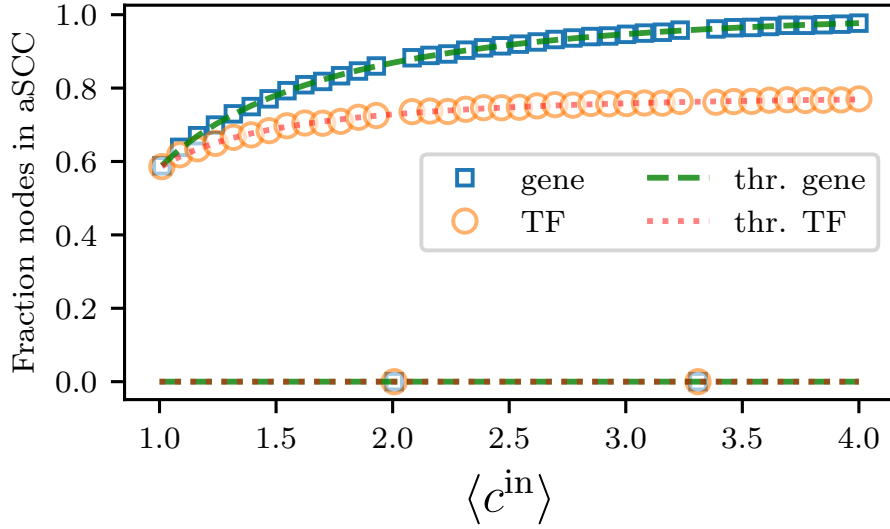 Fraction nodes in aSCC
1.0
0.8
0.6
0.4
0.2
0.0
gene
thr. gene
TF
thr. TF
1.0 1.5 2.0 2.5 3.0 3.5 4.0
⟨c^in⟩